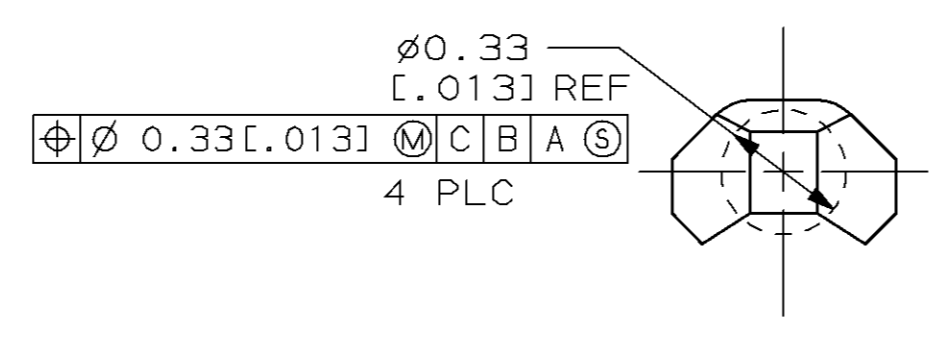 ⌀0.33
[.013] REF
⌖ ⌀ 0.33[.013] Ⓜ C B A Ⓢ
4 PLC